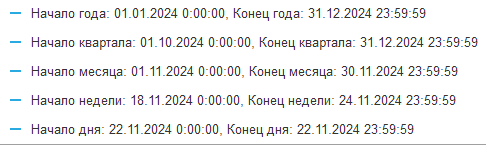 Начало года: 01.01.2024 0:00:00, Конец года: 31.12.2024 23:59:59
Начало квартала: 01.10.2024 0:00:00, Конец квартала: 31.12.2024 23:59:59
Начало месяца: 01.11.2024 0:00:00, Конец месяца: 30.11.2024 23:59:59
Начало недели: 18.11.2024 0:00:00, Конец недели: 24.11.2024 23:59:59
Начало дня: 22.11.2024 0:00:00, Конец дня: 22.11.2024 23:59:59